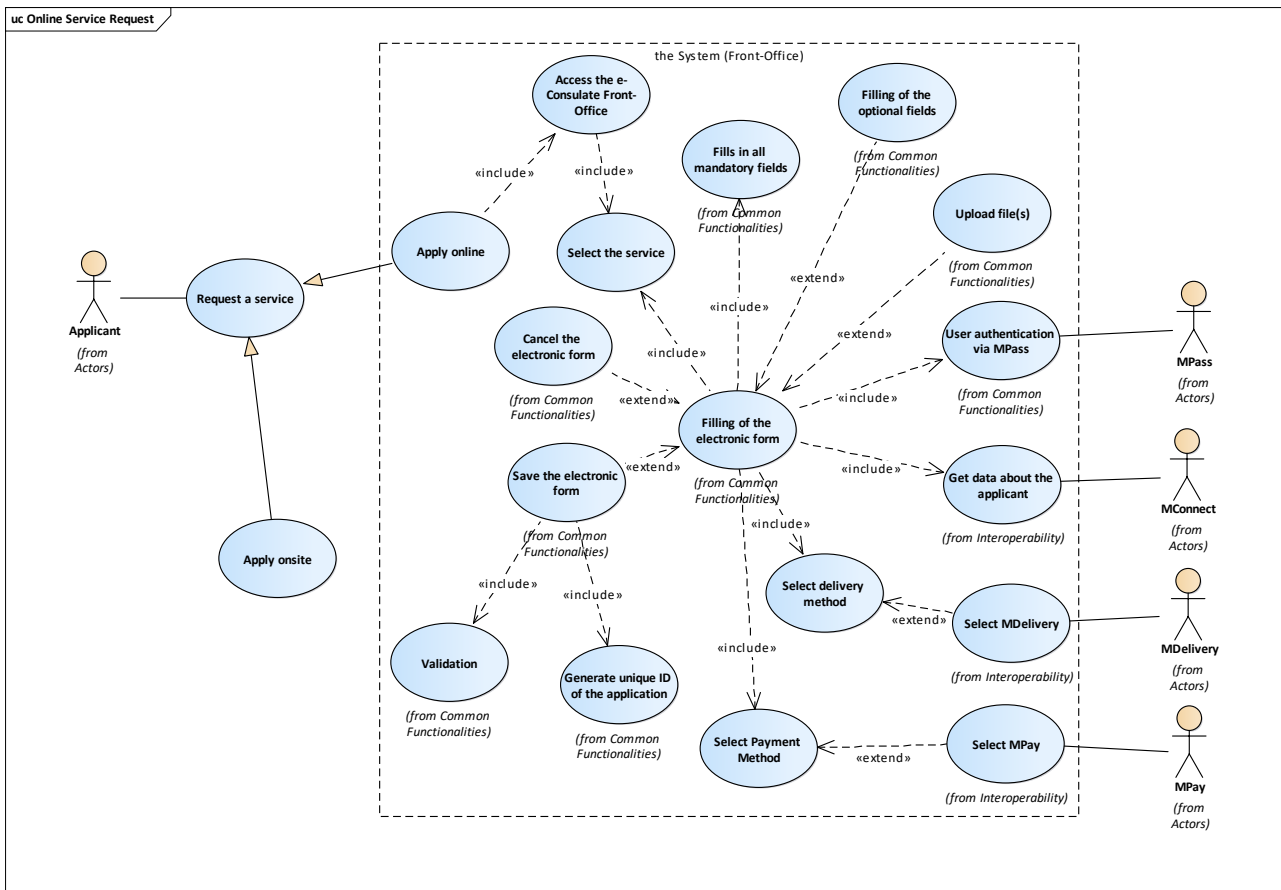 uc Online Service Request
the System (Front-Office)
Access the e-
Consulate Front-
Office
Filling of the
optional fields
(from Common
Functionalities)
Fills in all
mandatory fields
(from Common
Functionalities)
«include»
«include»
Upload file(s)
(from Common
Functionalities)
Apply online
Select the service
Applicant
(from
Actors)
Request a service
«extend»
«include»
«extend»
«include»
Cancel the
electronic form
(from Common
Functionalities)
«extend»
User authentication
via MPass
(from Common
Functionalities)
MPass
(from
Actors)
«include»
Filling of the
electronic form
(from Common
Functionalities)
Save the electronic
form
(from Common
Functionalities)
«extend»
«include»
Get data about the
applicant
(from Interoperability)
MConnect
(from
Actors)
Apply onsite
«include»
«include»
«include»
Select delivery
method
«extend»
Select MDelivery
(from Interoperability)
MDelivery
(from
Actors)
Validation
(from Common
Functionalities)
Generate unique ID
of the application
(from Common
Functionalities)
«include»
Select Payment
Method
«extend»
Select MPay
(from Interoperability)
MPay
(from
Actors)